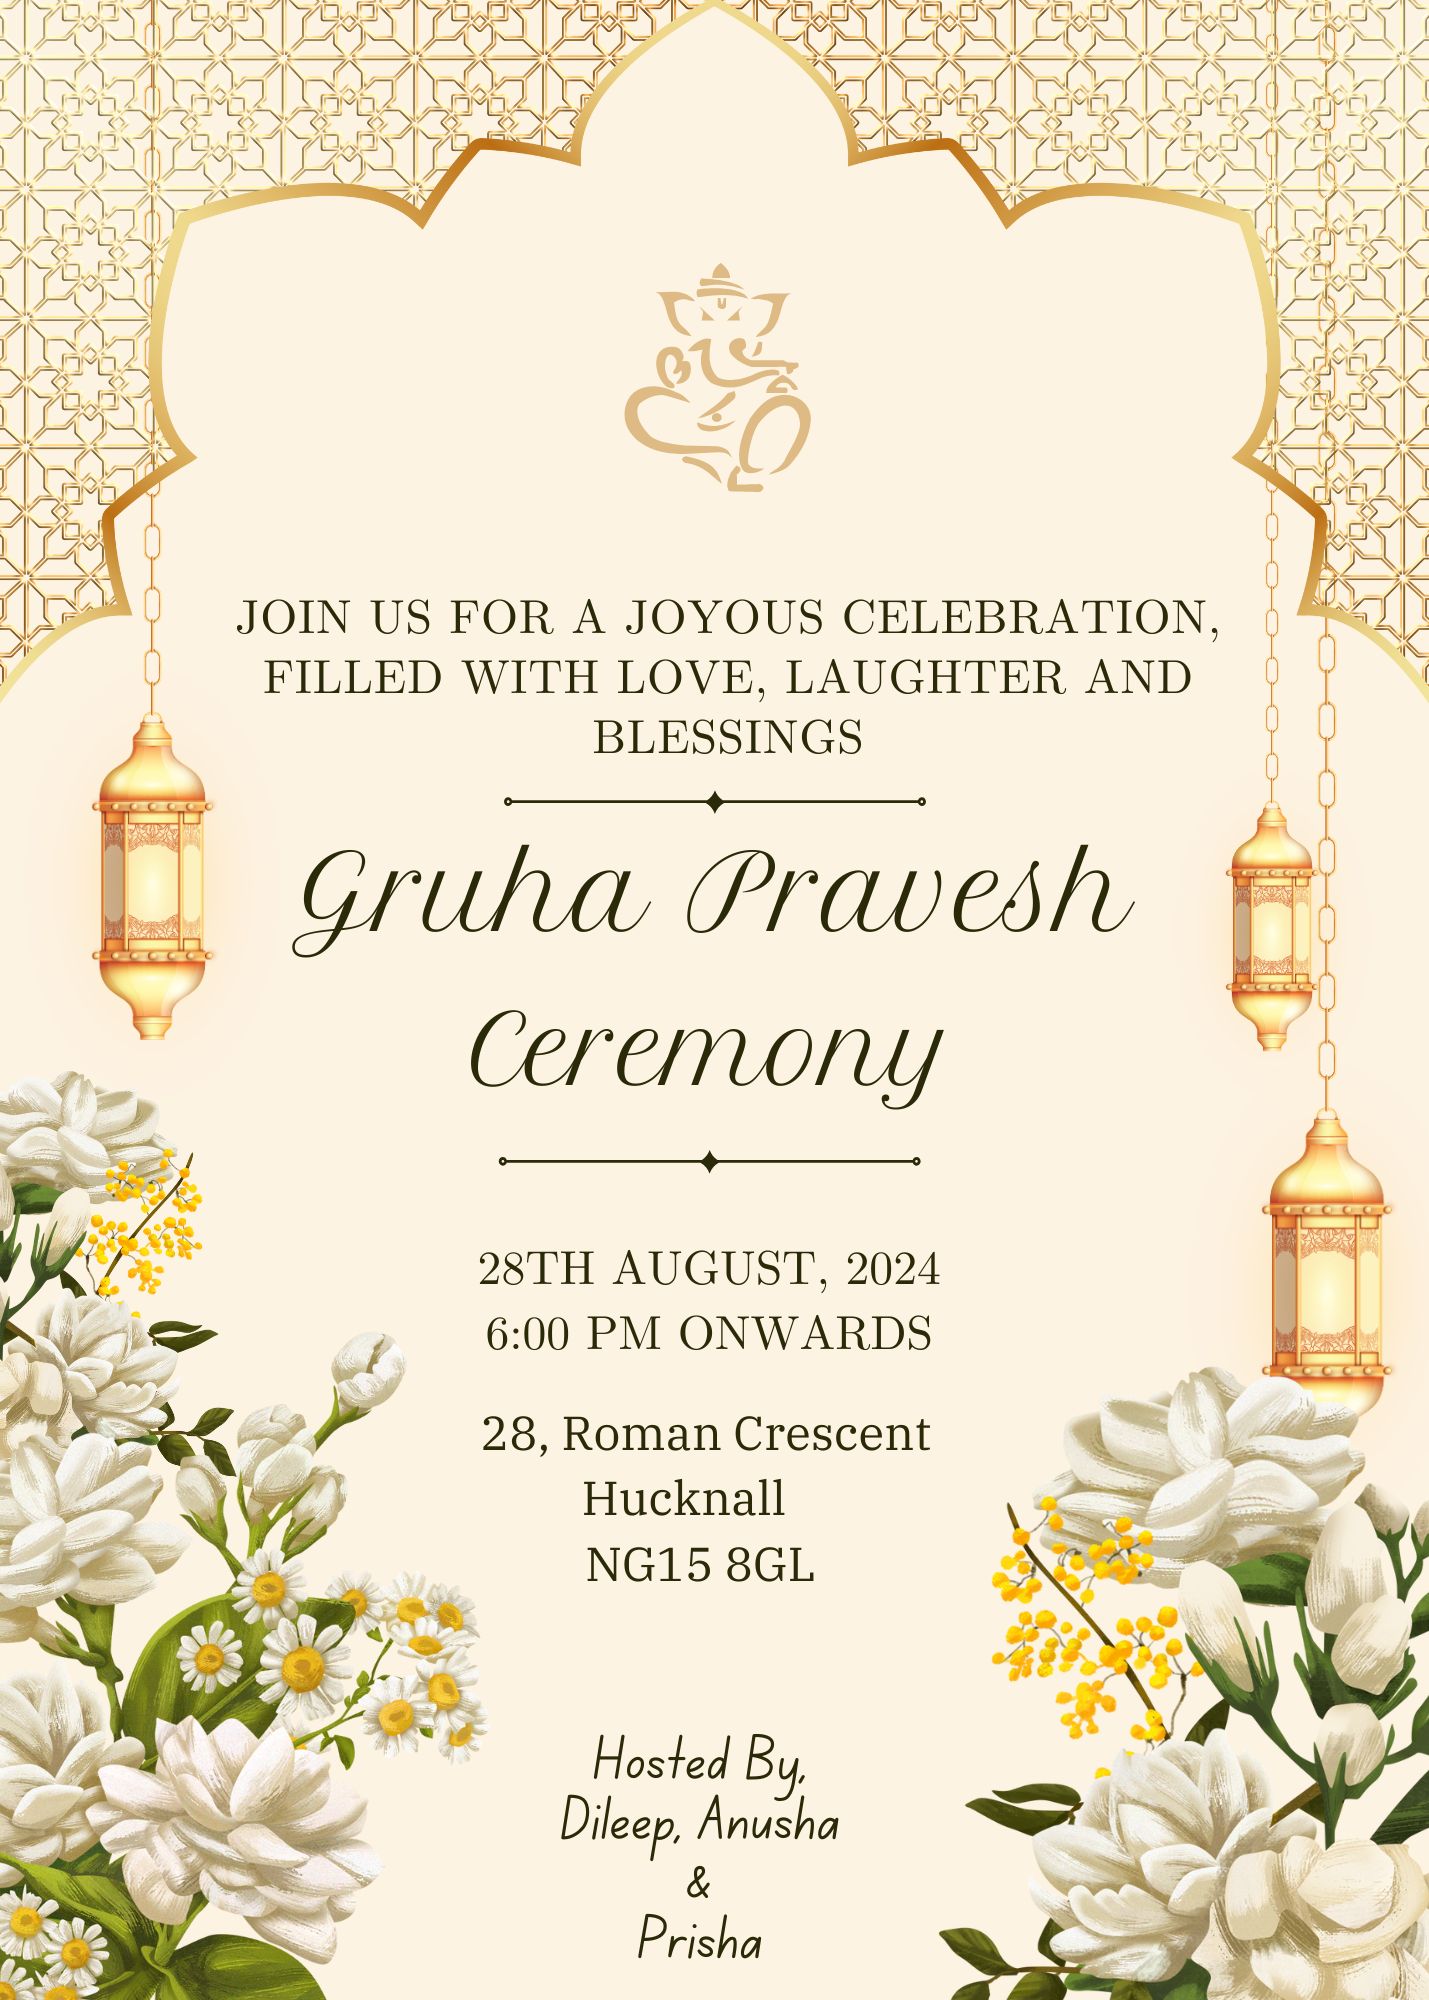 JOIN US FOR A JOYOUS CELEBRATION,
FILLED WITH LOVE, LAUGHTER AND
BLESSINGS
Gruha Pravesh
Ceremony
28TH AUGUST, 2024
6:00 PM ONWARDS
28, Roman Crescent
Hucknall
NG15 8GL
Hosted By,
Dileep, Anusha
&
Prisha